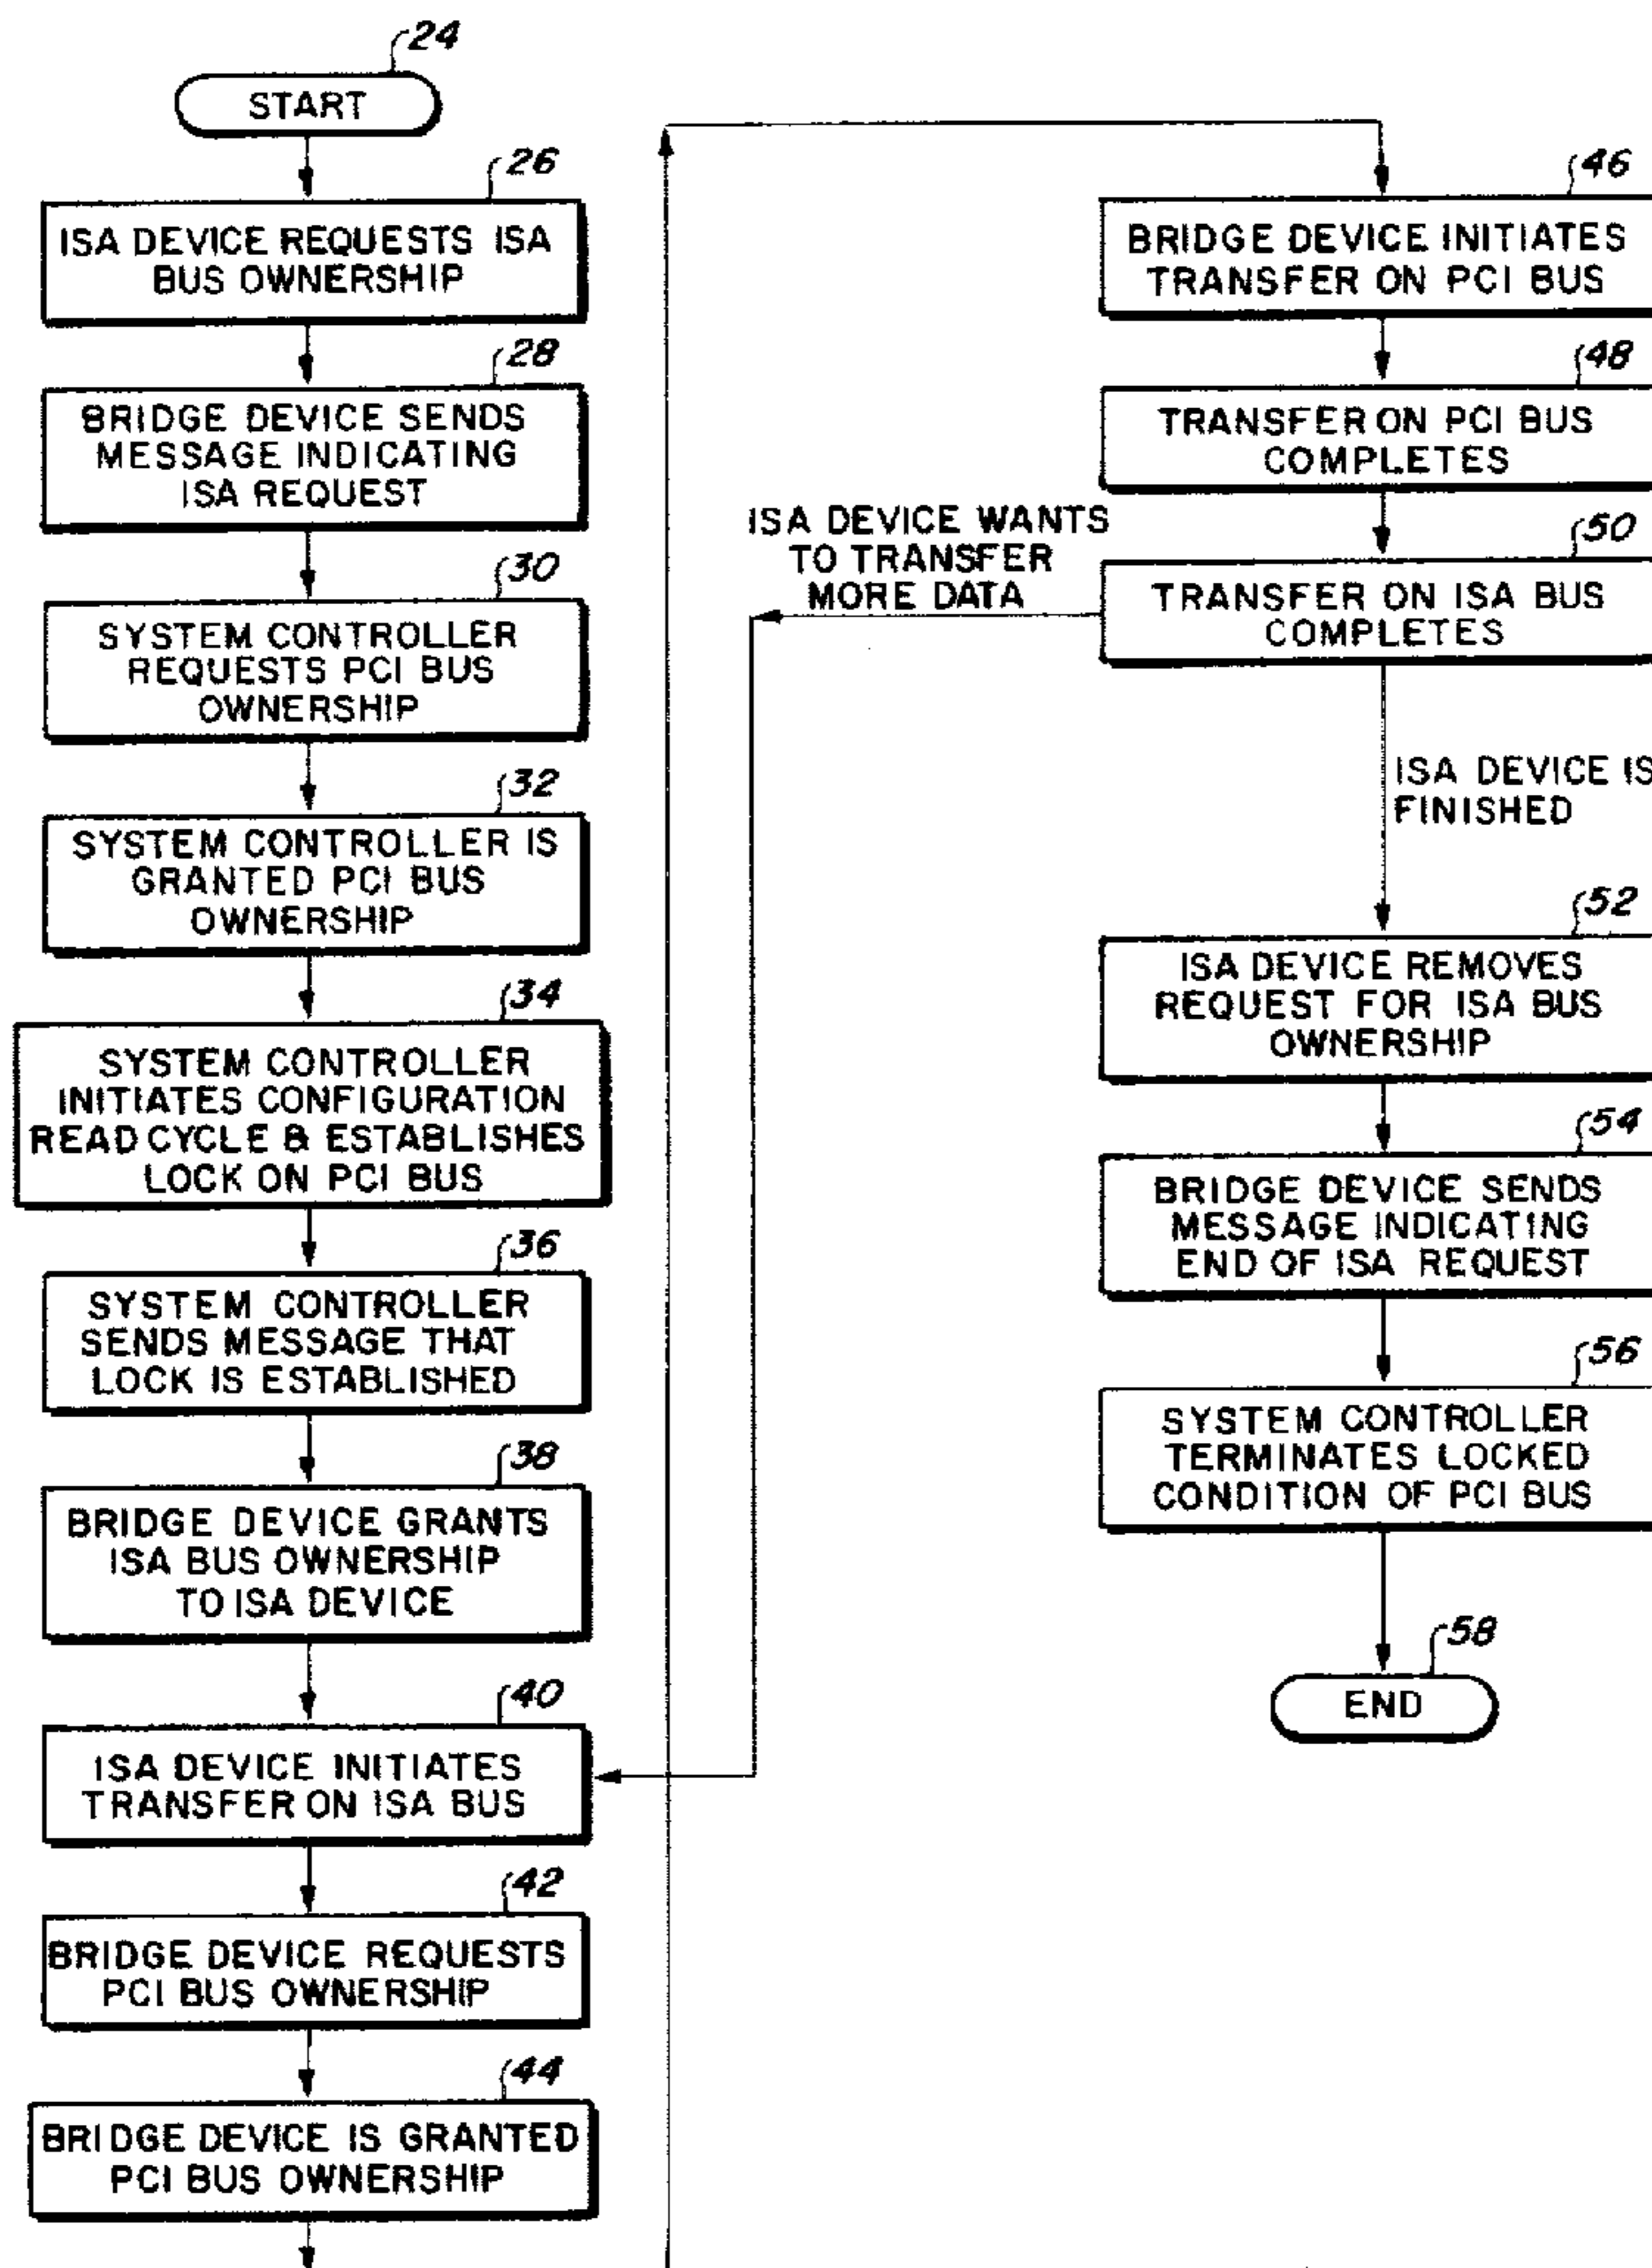 24
START
26
ISA DEVICE REQUESTS ISA
BUS OWNERSHIP
28
BRIDGE DEVICE SENDS
MESSAGE INDICATING
ISA REQUEST
30
SYSTEM CONTROLLER
REQUESTS PCI BUS
OWNERSHIP
32
SYSTEM CONTROLLER IS
GRANTED PCI BUS
OWNERSHIP
34
SYSTEM CONTROLLER
INITIATES CONFIGURATION
READ CYCLE & ESTABLISHES
LOCK ON PCI BUS
36
SYSTEM CONTROLLER
SENDS MESSAGE THAT
LOCK IS ESTABLISHED
38
BRIDGE DEVICE GRANTS
ISA BUS OWNERSHIP
TO ISA DEVICE
40
ISA DEVICE INITIATES
TRANSFER ON ISA BUS
42
BRIDGE DEVICE REQUESTS
PCI BUS OWNERSHIP
44
BRIDGE DEVICE IS GRANTED
PCI BUS OWNERSHIP
46
BRIDGE DEVICE INITIATES
TRANSFER ON PCI BUS
48
TRANSFER ON PCI BUS
COMPLETES
50
TRANSFER ON ISA BUS
COMPLETES
ISA DEVICE WANTS
TO TRANSFER
MORE DATA
ISA DEVICE IS
FINISHED
52
ISA DEVICE REMOVES
REQUEST FOR ISA BUS
OWNERSHIP
54
BRIDGE DEVICE SENDS
MESSAGE INDICATING
END OF ISA REQUEST
56
SYSTEM CONTROLLER
TERMINATES LOCKED
CONDITION OF PCI BUS
58
END